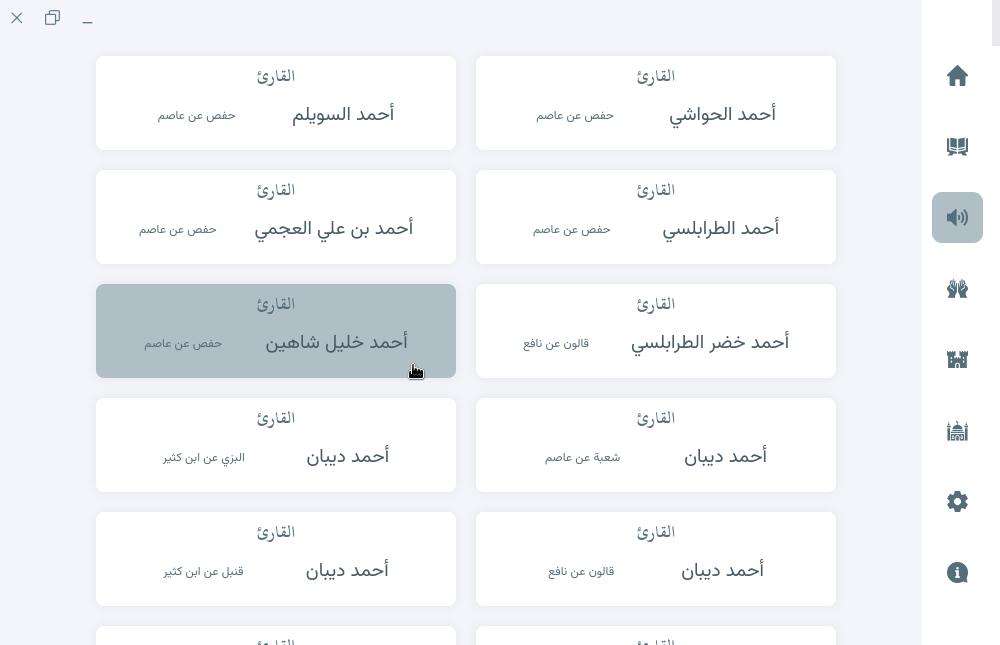 القارئ
أحمد الحواشي
حفص عن عاصم
القارئ
أحمد السويلم
حفص عن عاصم
القارئ
أحمد الطرابلسي
حفص عن عاصم
القارئ
أحمد بن علي العجمي
حفص عن عاصم
القارئ
أحمد خضر الطرابلسي
قالون عن نافع
القارئ
أحمد خليل شاهين
حفص عن عاصم
القارئ
أحمد ديبان
شعبة عن عاصم
القارئ
أحمد ديبان
البزي عن ابن كثير
القارئ
أحمد ديبان
قالون عن نافع
القارئ
أحمد ديبان
قنبل عن ابن كثير
القارئ
القارئ